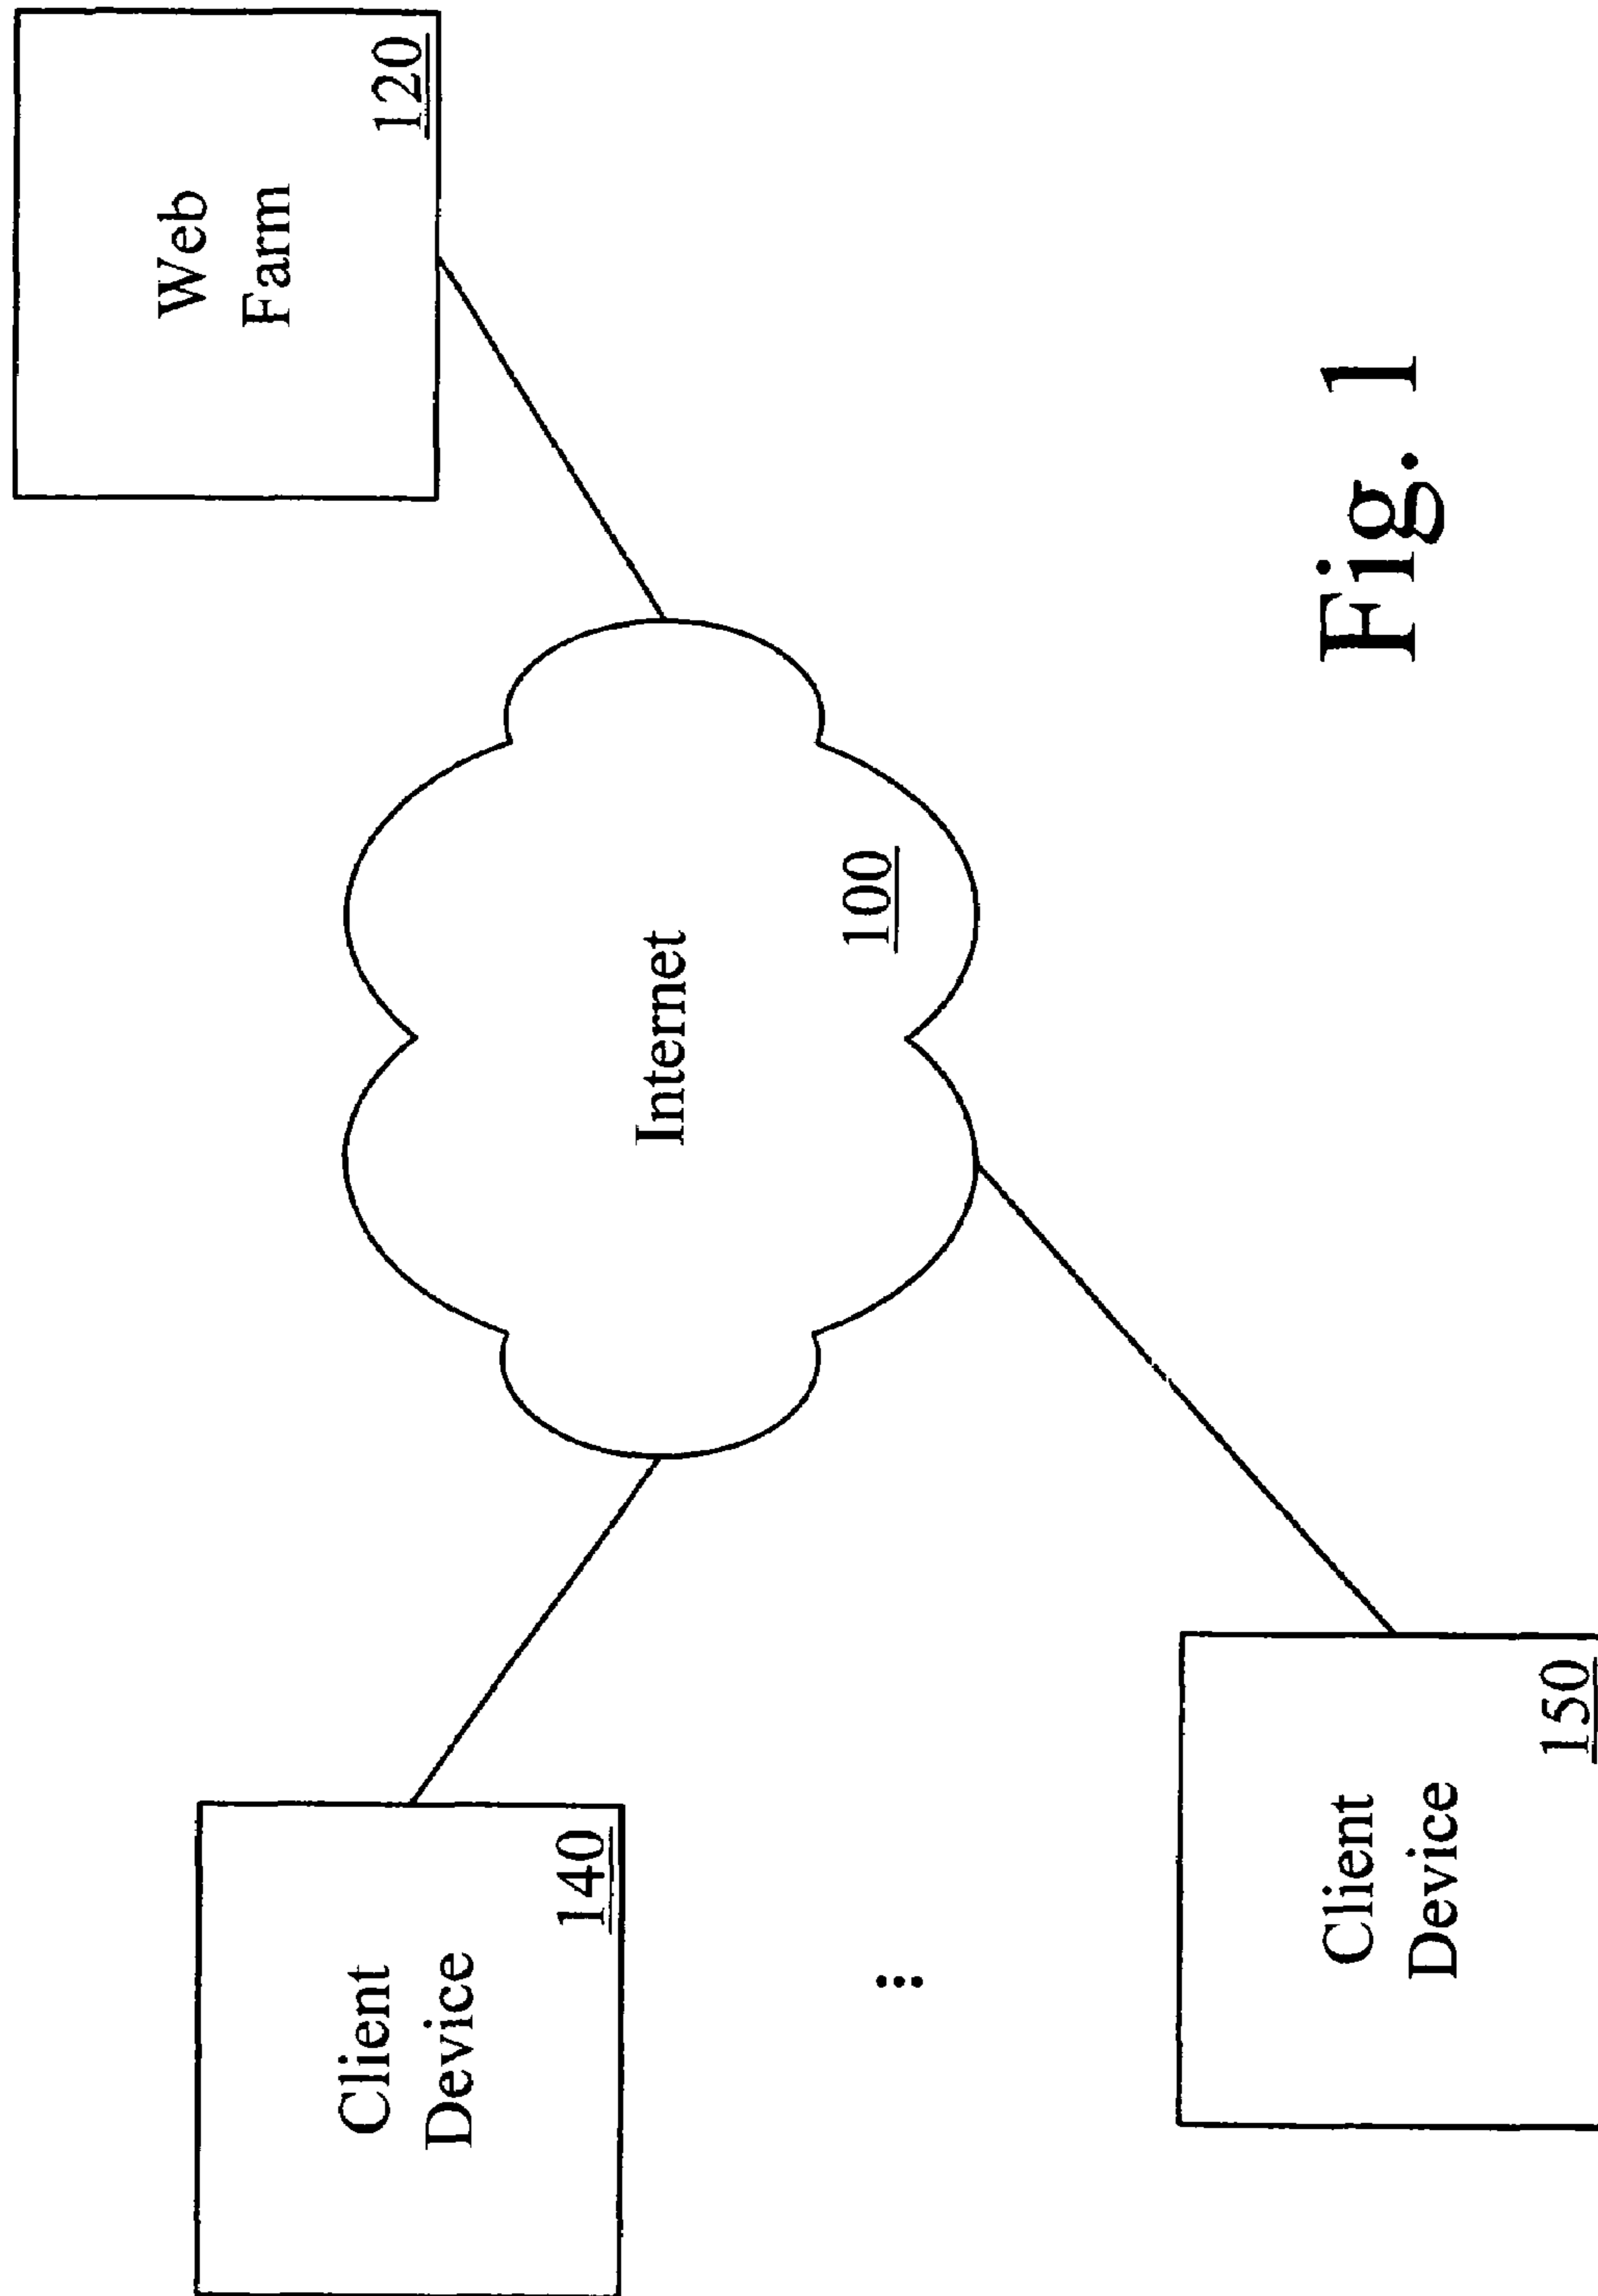 Web
Farm
120
Internet
100
Client
Device
140
...
Client
Device
150
Fig. 1